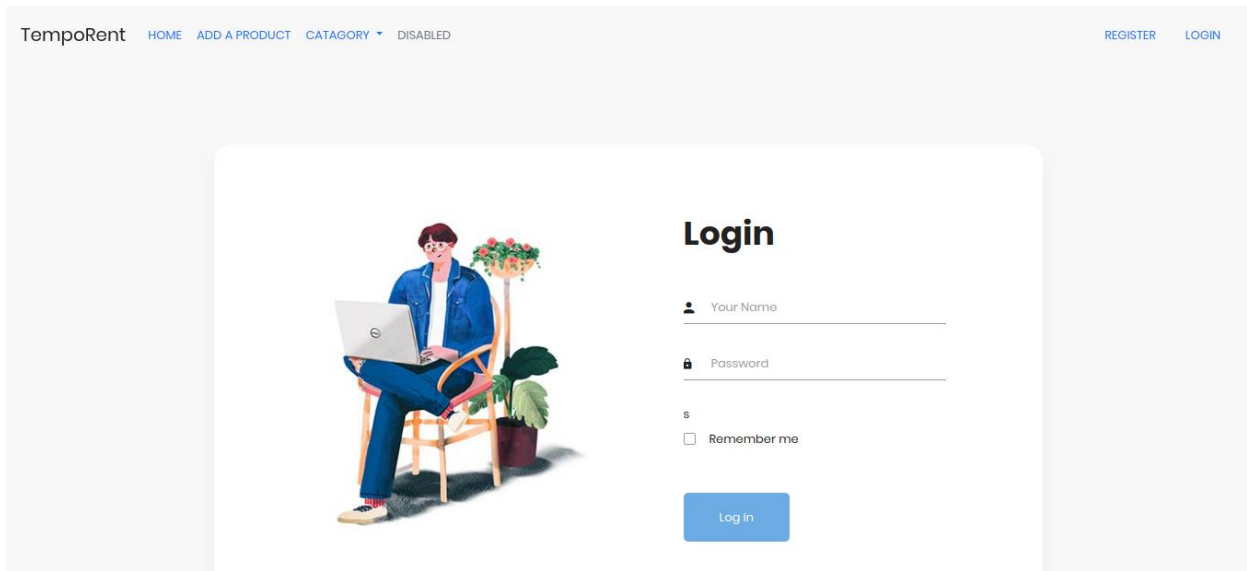 TempoRent HOME ADD A PRODUCT CATAGORY DISABLED REGISTER LOGIN
Login
Your Name
Password
s
Remember me
Log in